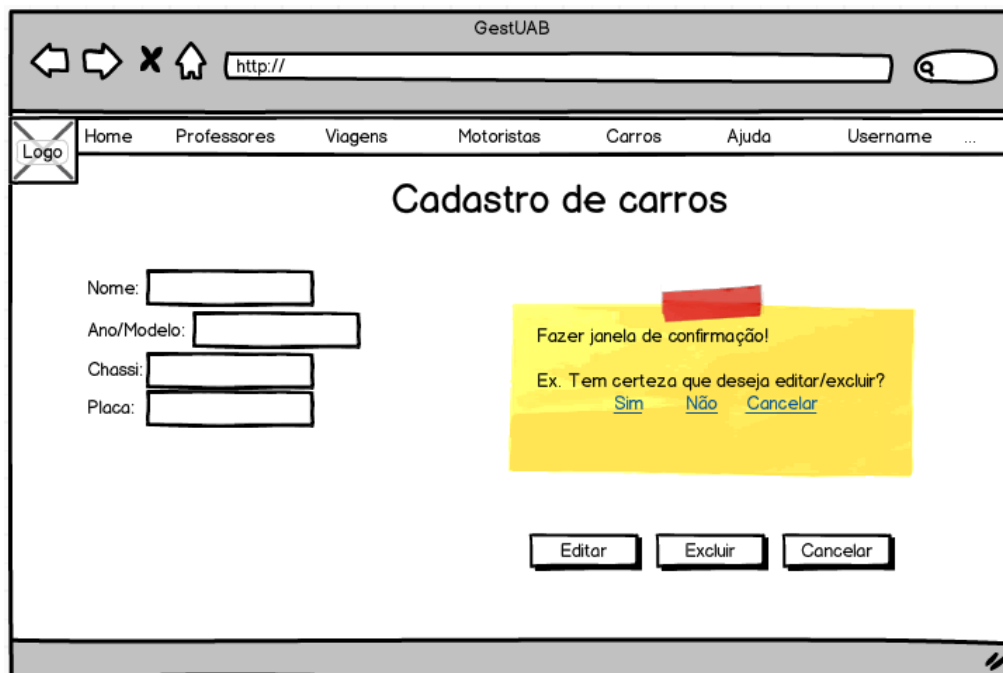 GestUAB
http://
Logo
Home Professores Viagens Motoristas Carros Ajuda Username ...
Cadastro de carros
Nome:
Ano/Modelo:
Chassi:
Placa:
Fazer janela de confirmação!
Ex. Tem certeza que deseja editar/excluir?
Sim Não Cancelar
Editar Excluir Cancelar